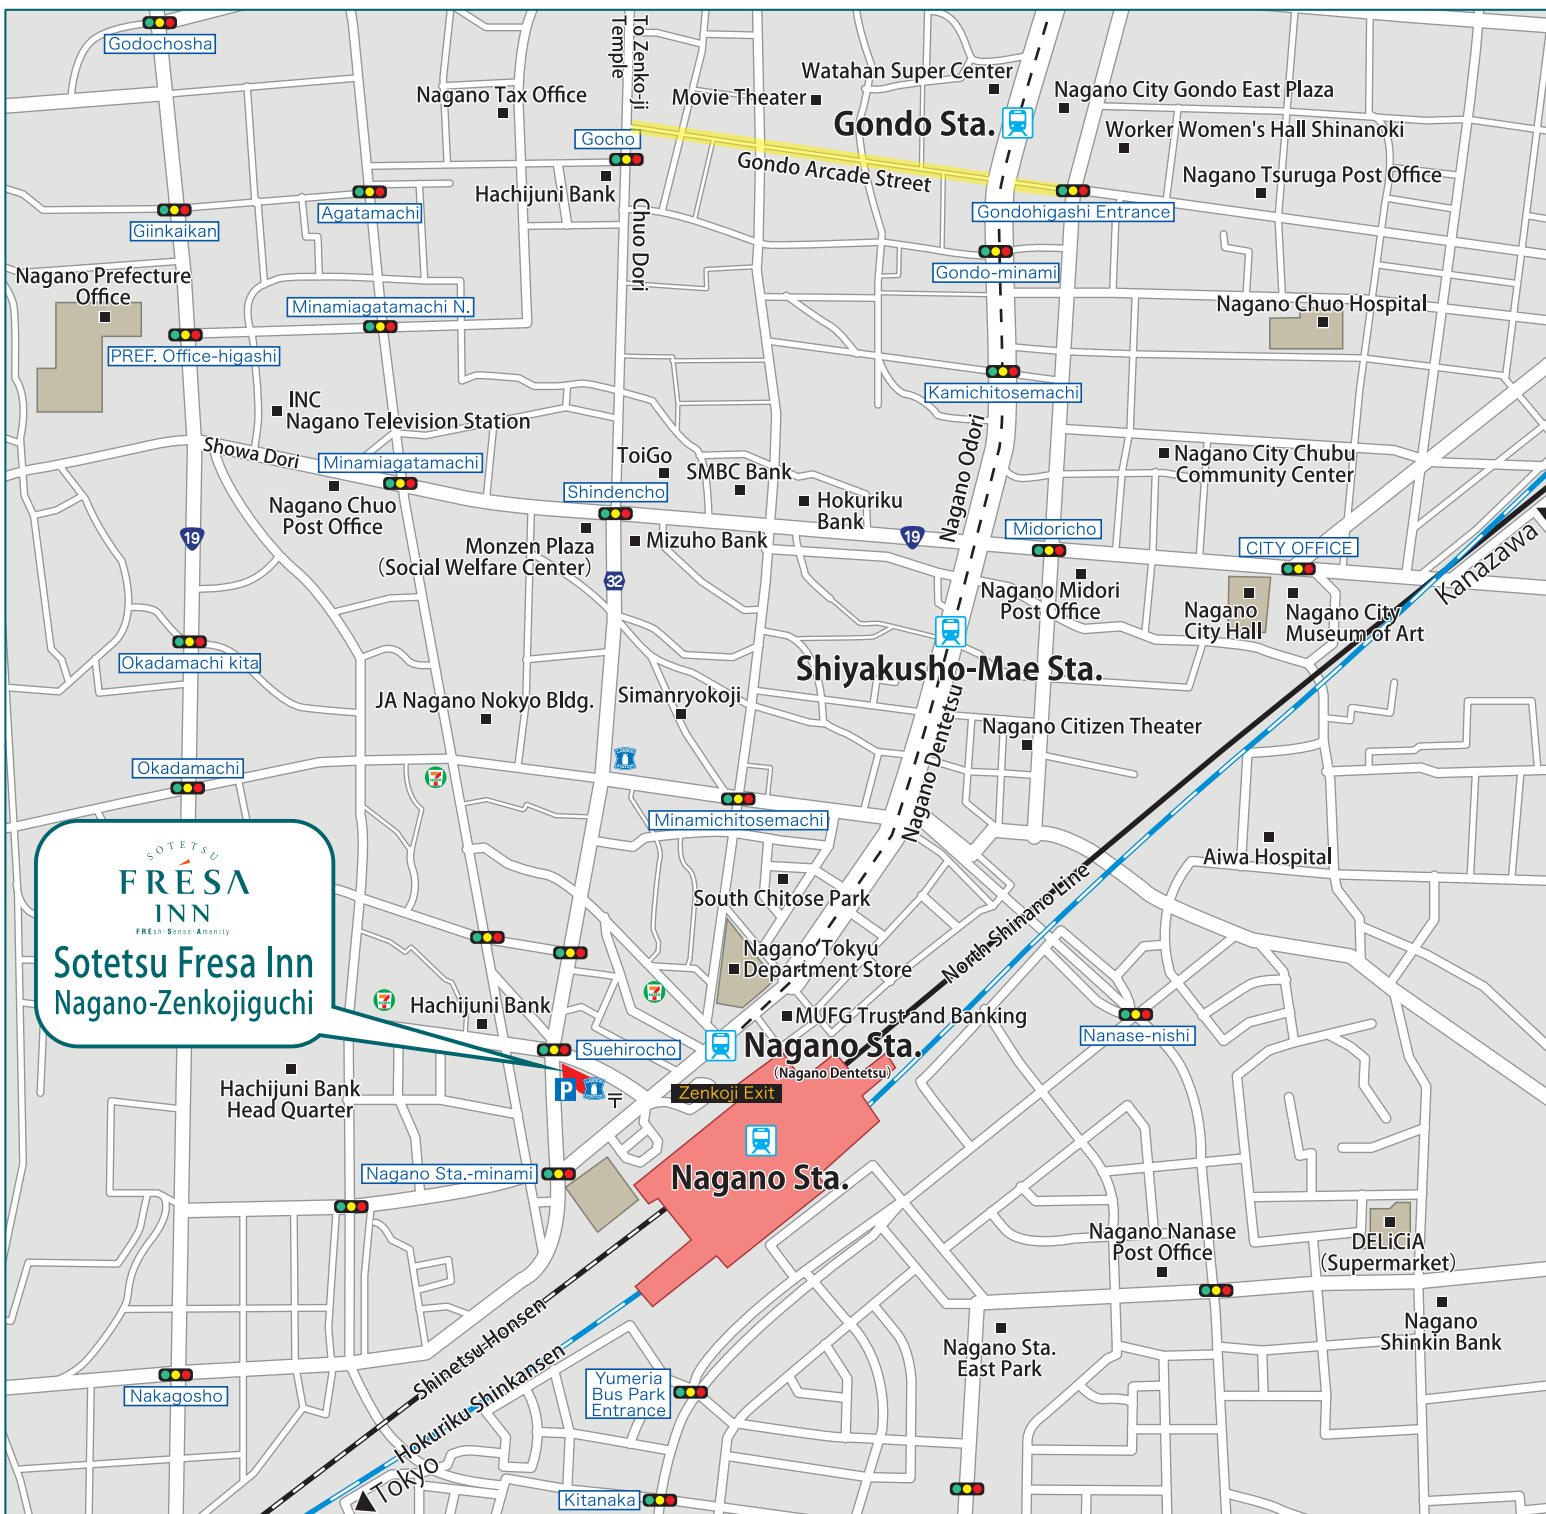 Godochosha
To Zenko-ji
Temple
Nagano Tax Office
Movie Theater
Watahan Super Center
Nagano City Gondo East Plaza
Gondo Sta.
Worker Women's Hall Shinanoki
Gocho
Gondo Arcade Street
Nagano Tsuruga Post Office
Hachijuni Bank
Agatamachi
Giinkaikan
Gondohigashi Entrance
Chuo Dori
Gondo-minami
Nagano Prefecture
Office
Minamiagatamachi N.
Nagano Chuo Hospital
PREF. Office-higashi
Kamichitosemachi
INC
Nagano Television Station
Nagano Odori
Showa Dori
Minamiagatamachi
ToiGo
SMBC Bank
Nagano City Chubu
Community Center
Nagano Chuo
Post Office
Shindencho
Hokuriku
Bank
19
19
Midoricho
CITY OFFICE
Monzen Plaza
(Social Welfare Center)
Mizuho Bank
Kanazawa
32
Nagano Midori
Post Office
Nagano
City Hall
Nagano City
Museum of Art
Okadamachi kita
Shiyakusho-Mae Sta.
JA Nagano Nokyo Bldg.
Simanryokoji
Nagano Dentetsu
Nagano Citizen Theater
Okadamachi
Minamichitosemachi
Aiwa Hospital
SOTETSU
FRÉSA
INN
FREsh-Sense-Amenity
Sotetsu Fresa Inn
Nagano-Zenkojiguchi
South Chitose Park
Nagano Tokyu
Department Store
North Shinano Line
Hachijuni Bank
MUFG Trust and Banking
Nanase-nishi
Suehirocho
Nagano Sta.
(Nagano Dentetsu)
Hachijuni Bank
Head Quarter
P
〒
Zenkoji Exit
Nagano Sta.-minami
Nagano Sta.
Nagano Nanase
Post Office
DELiCiA
(Supermarket)
Nagano
Shinkin Bank
Nagano Sta.
East Park
Shinetsu Honsen
Hokuriku Shinkansen
Nakagosho
Yumeria
Bus Park
Entrance
Tokyo
Kitanaka